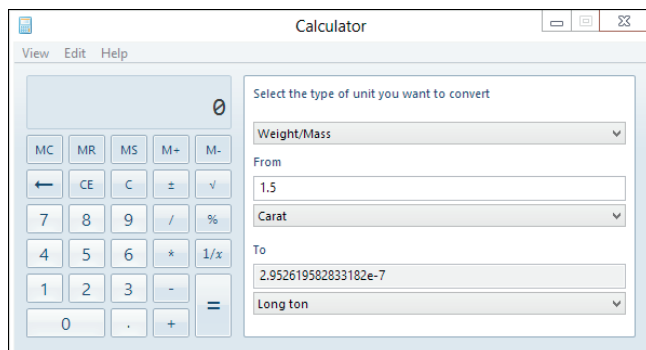 Calculator
View Edit Help
0
MC MR MS M+ M-
← CE C ± √
7 8 9 / %
4 5 6 * 1/x
1 2 3 - =
0 . +
Select the type of unit you want to convert
Weight/Mass
From
1.5
Carat
To
2.952619582833182e-7
Long ton